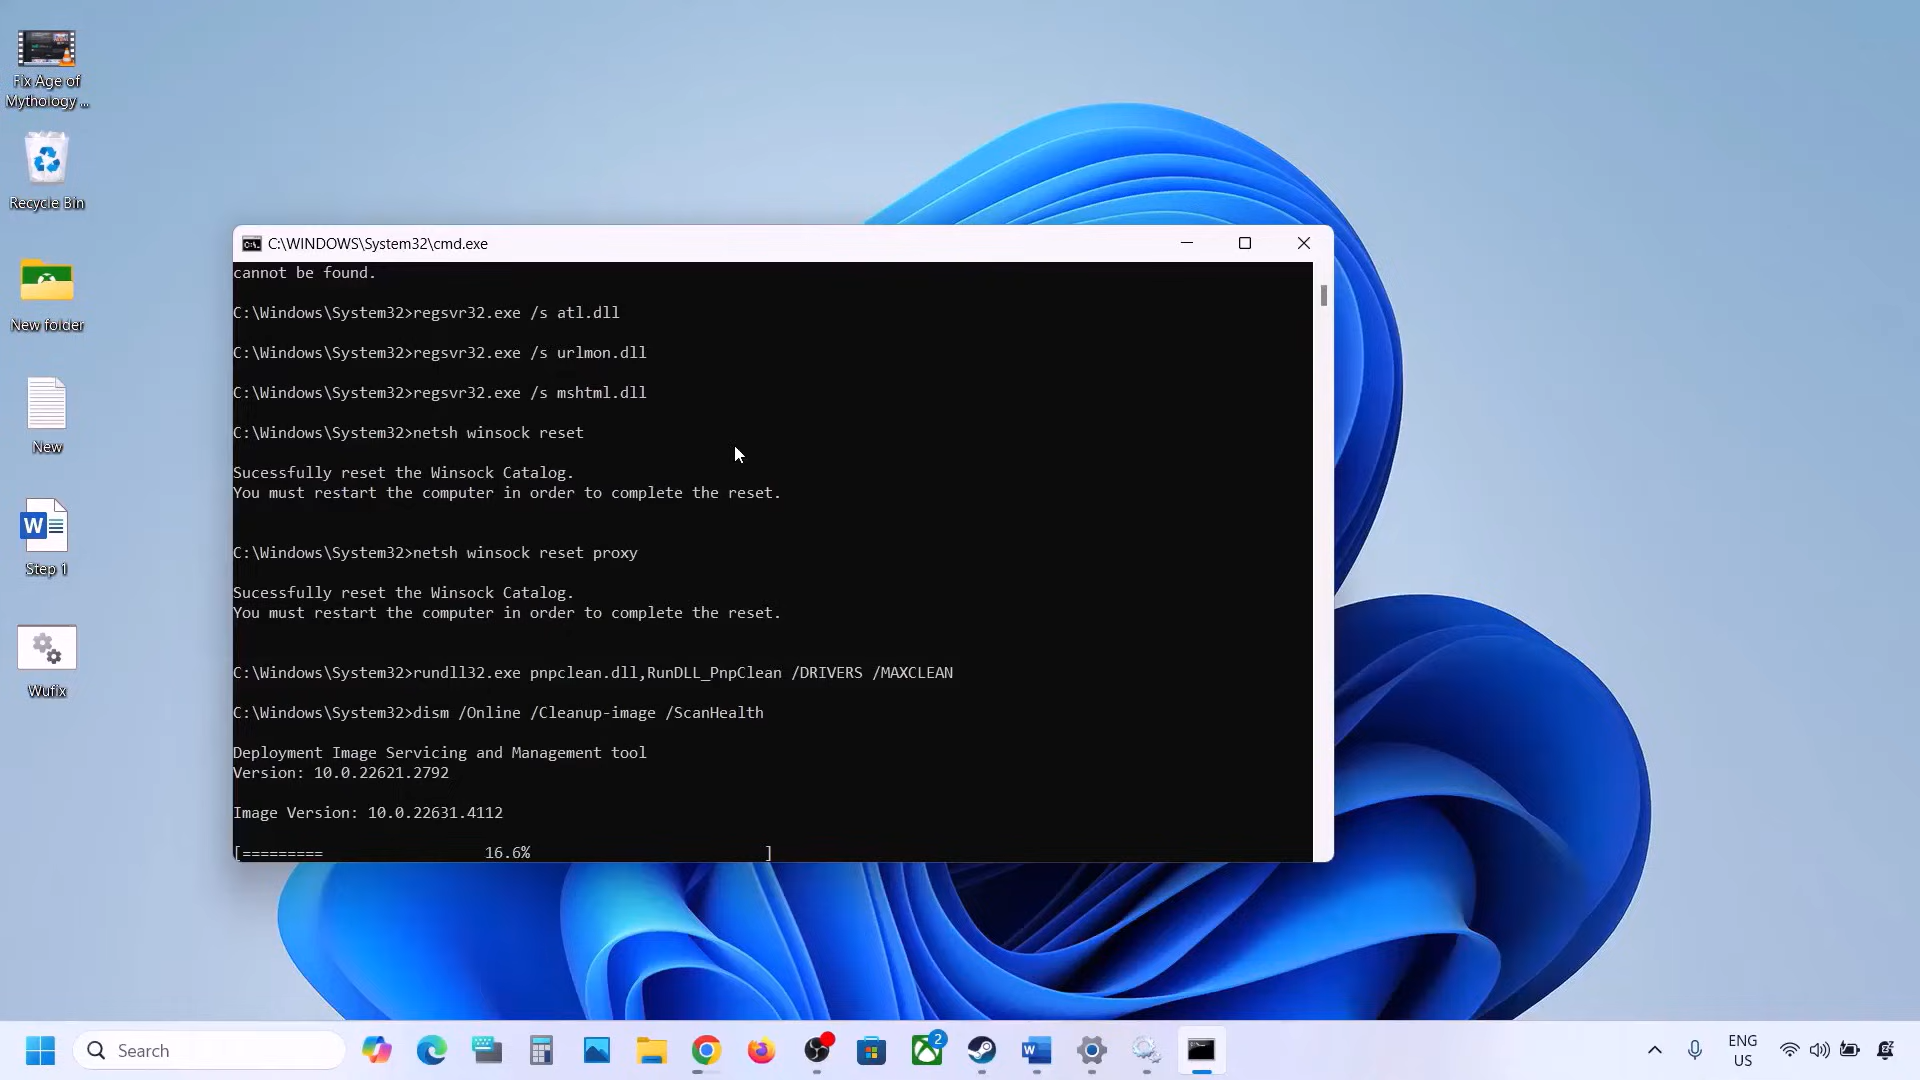 Fix Age of
Mythology ...
Recycle Bin
New folder
New
Step 1
Wufix
C:\WINDOWS\System32\cmd.exe
cannot be found.
C:\Windows\System32>regsvr32.exe /s atl.dll
C:\Windows\System32>regsvr32.exe /s urlmon.dll
C:\Windows\System32>regsvr32.exe /s mshtml.dll
C:\Windows\System32>netsh winsock reset
Sucessfully reset the Winsock Catalog.
You must restart the computer in order to complete the reset.
C:\Windows\System32>netsh winsock reset proxy
Sucessfully reset the Winsock Catalog.
You must restart the computer in order to complete the reset.
C:\Windows\System32>rundll32.exe pnpclean.dll,RunDLL_PnpClean /DRIVERS /MAXCLEAN
C:\Windows\System32>dism /Online /Cleanup-image /ScanHealth
Deployment Image Servicing and Management tool
Version: 10.0.22621.2792
Image Version: 10.0.22631.4112
[=========                 16.6%                          ]
Search
2
ENG
US